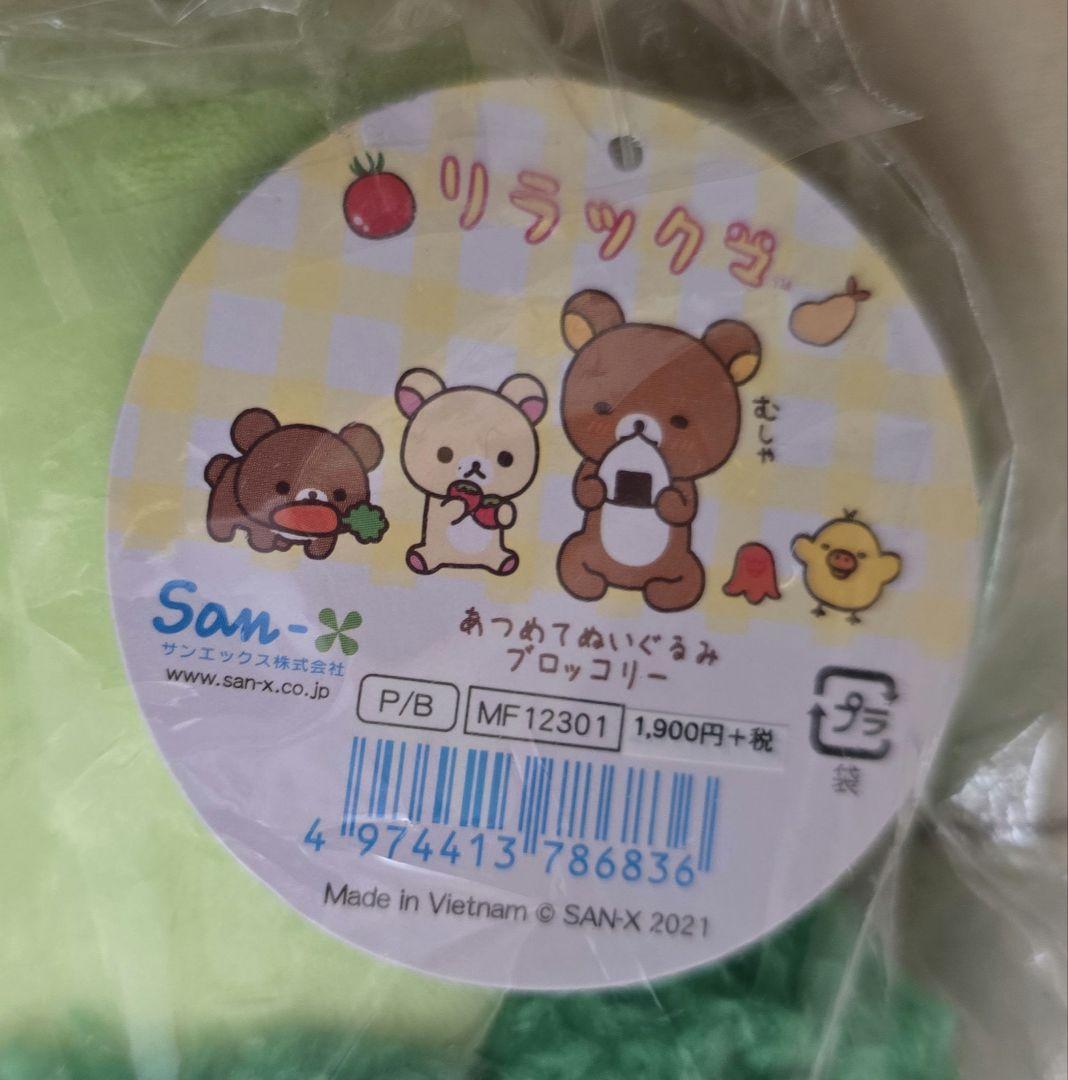 リラックマ™
むしゃ
San-X
サンエックス株式会社
www.san-x.co.jp
あつめてぬいぐるみ
ブロッコリー
P/B MF12301 1,900円+税
プラ
袋
4 974413 786836
Made in Vietnam © SAN-X 2021